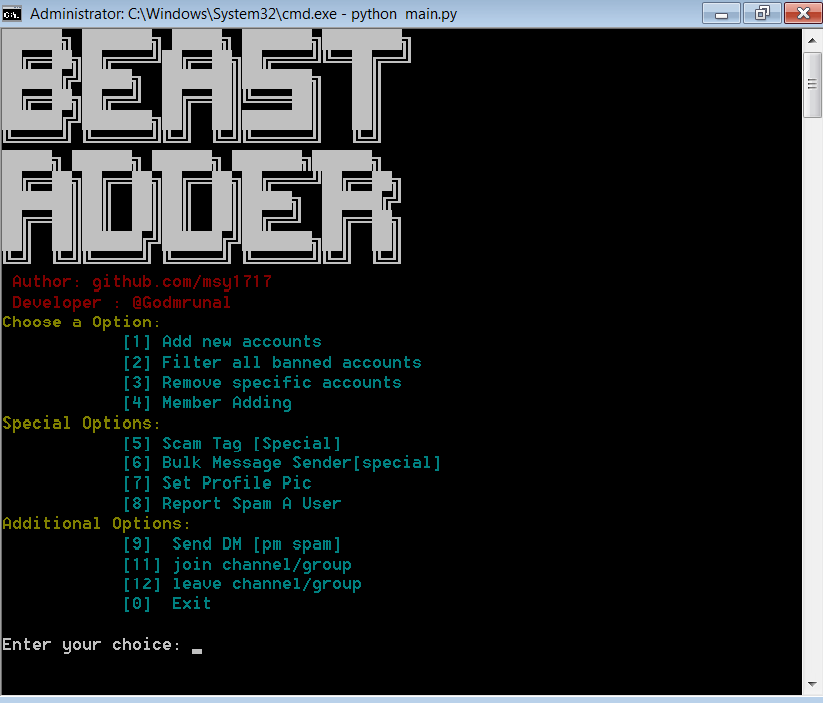 Administrator: C:\Windows\System32\cmd.exe - python  main.py
BEAST
ADDER
Author: github.com/msy1717
Developer : @Godmrunal
Choose a Option:
[1] Add new accounts
[2] Filter all banned accounts
[3] Remove specific accounts
[4] Member Adding
Special Options:
[5] Scam Tag [Special]
[6] Bulk Message Sender[special]
[7] Set Profile Pic
[8] Report Spam A User
Additional Options:
[9]  Send DM [pm spam]
[11] join channel/group
[12] leave channel/group
[0]  Exit
Enter your choice: _